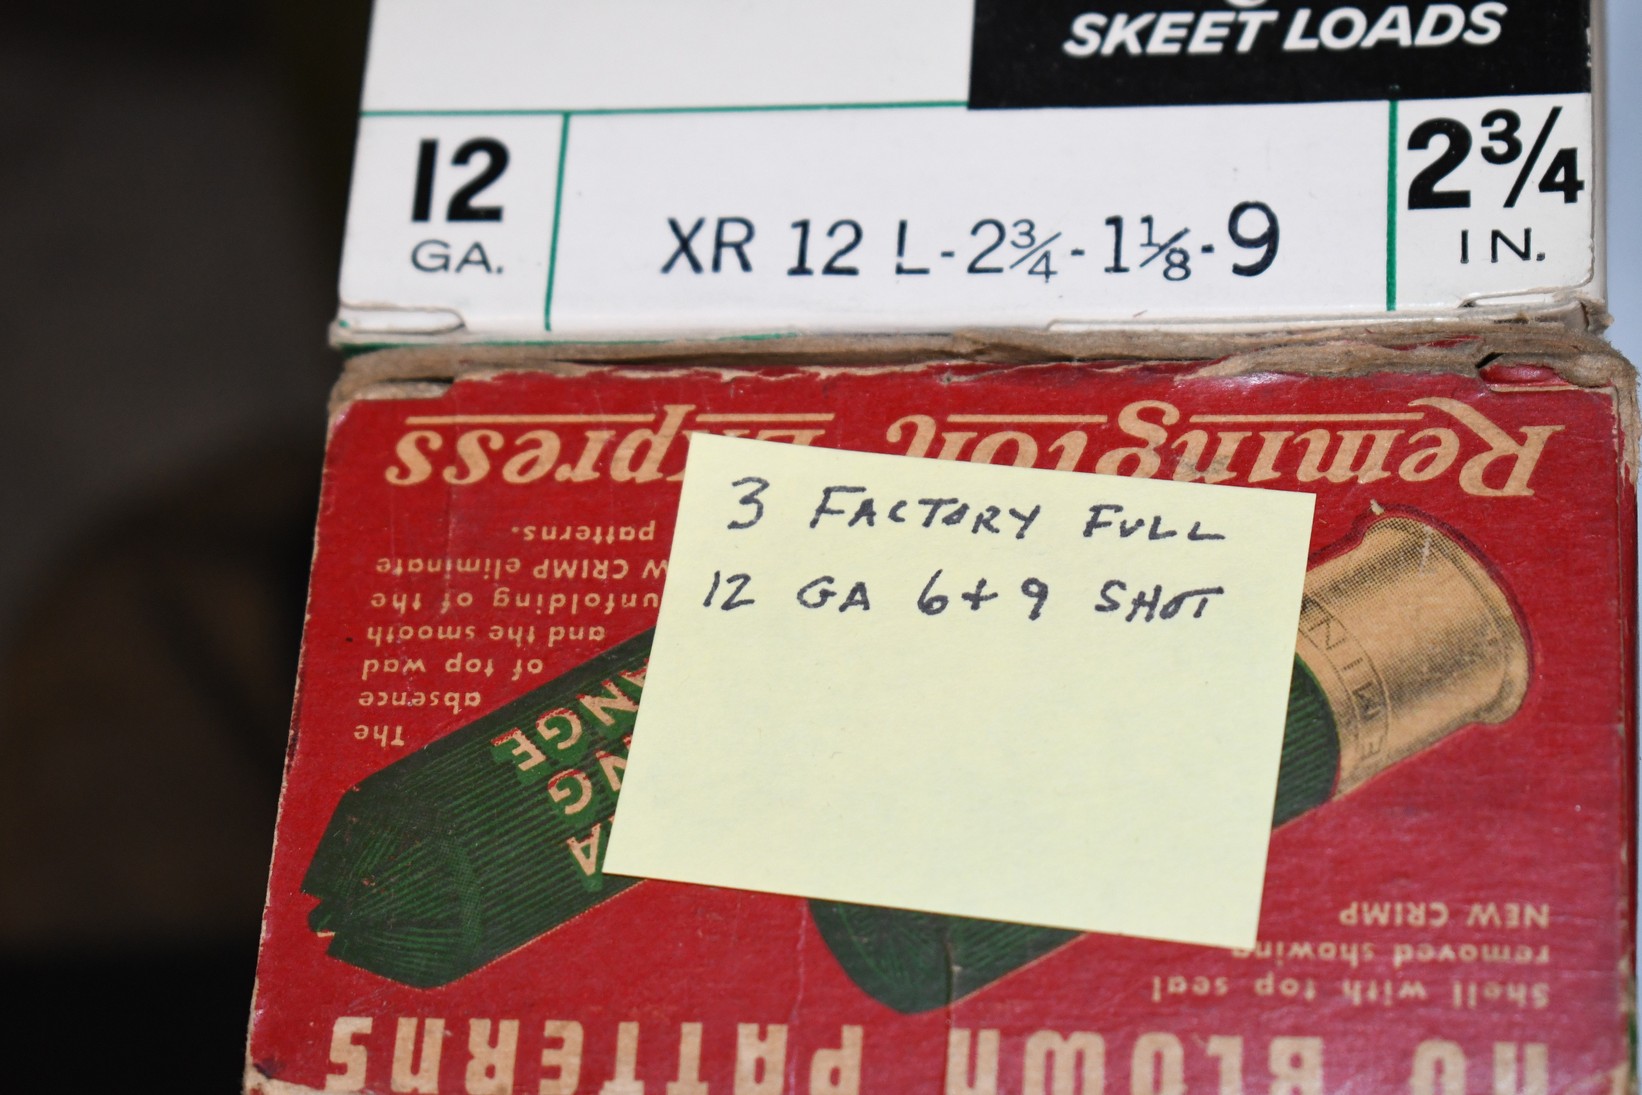 SKEET LOADS
12
GA.
XR 12 L-2¾-1⅛-9
2¾
IN.
3 FACTORY FULL
12 GA 6+9 SHOT
NO BLOWN PATTERNS
Shell with top seal
removed showing
NEW CRIMP
The
absence
of top wad
and the smooth
unfolding of the
CRIMP eliminate
patterns.
Remington Express